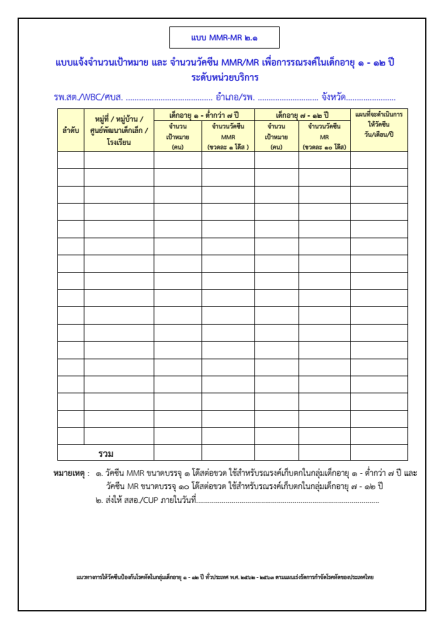 แบบ MMR-MR ๒.๑
แบบแจ้งจำนวนเป้าหมาย และ จำนวนวัคซีน MMR/MR เพื่อการรณรงค์ในเด็กอายุ ๑ - ๑๒ ปี
ระดับหน่วยบริการ
รพ.สต./WBC/ศบส. ....................................... อำเภอ/รพ. ........................... จังหวัด......................
ลำดับ
หมู่ที่ / หมู่บ้าน /
ศูนย์พัฒนาเด็กเล็ก /
โรงเรียน
เด็กอายุ ๑ - ต่ำกว่า ๗ ปี
เด็กอายุ ๗ - ๑๒ ปี
จำนวน
เป้าหมาย
(คน)
จำนวนวัคซีน
MMR
(ขวดละ ๑ โด๊ส )
จำนวน
เป้าหมาย
(คน)
จำนวนวัคซีน
MR
(ขวดละ ๑๐ โด๊ส)
แผนที่จะดำเนินการ
ให้วัคซีน
วัน/เดือน/ปี
รวม
หมายเหตุ : ๑. วัคซีน MMR ขนาดบรรจุ ๑ โด๊สต่อขวด ใช้สำหรับรณรงค์เก็บตกในกลุ่มเด็กอายุ ๑ - ต่ำกว่า ๗ ปี และ
วัคซีน MR ขนาดบรรจุ ๑๐ โด๊สต่อขวด ใช้สำหรับรณรงค์เก็บตกในกลุ่มเด็กอายุ ๗ - ๑๒ ปี
๒. ส่งให้ สสอ./CUP ภายในวันที่....................................................................................
แนวทางการให้วัคซีนป้องกันโรคหัดในกลุ่มเด็กอายุ ๑ - ๑๒ ปี ทั่วประเทศ พ.ศ. ๒๕๖๒ - ๒๕๖๓ ตามแผนเร่งรัดการกำจัดโรคหัดของประเทศไทย